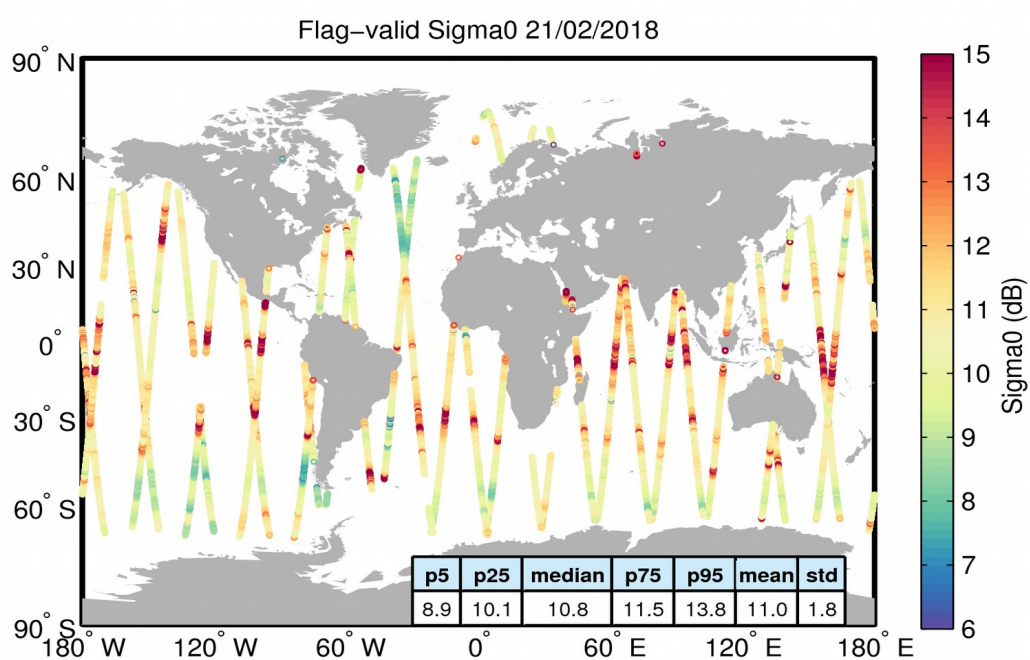 Flag−valid Sigma0 21/02/2018
90° N
60° N
30° N
0°
30° S
60° S
90° S
180° W 120° W 60° W 0° 60° E 120° E 180° E
15
14
13
12
11
10
9
8
7
6
Sigma0 (dB)
p5 p25 median p75 p95 mean std
8.9 10.1 10.8 11.5 13.8 11.0 1.8